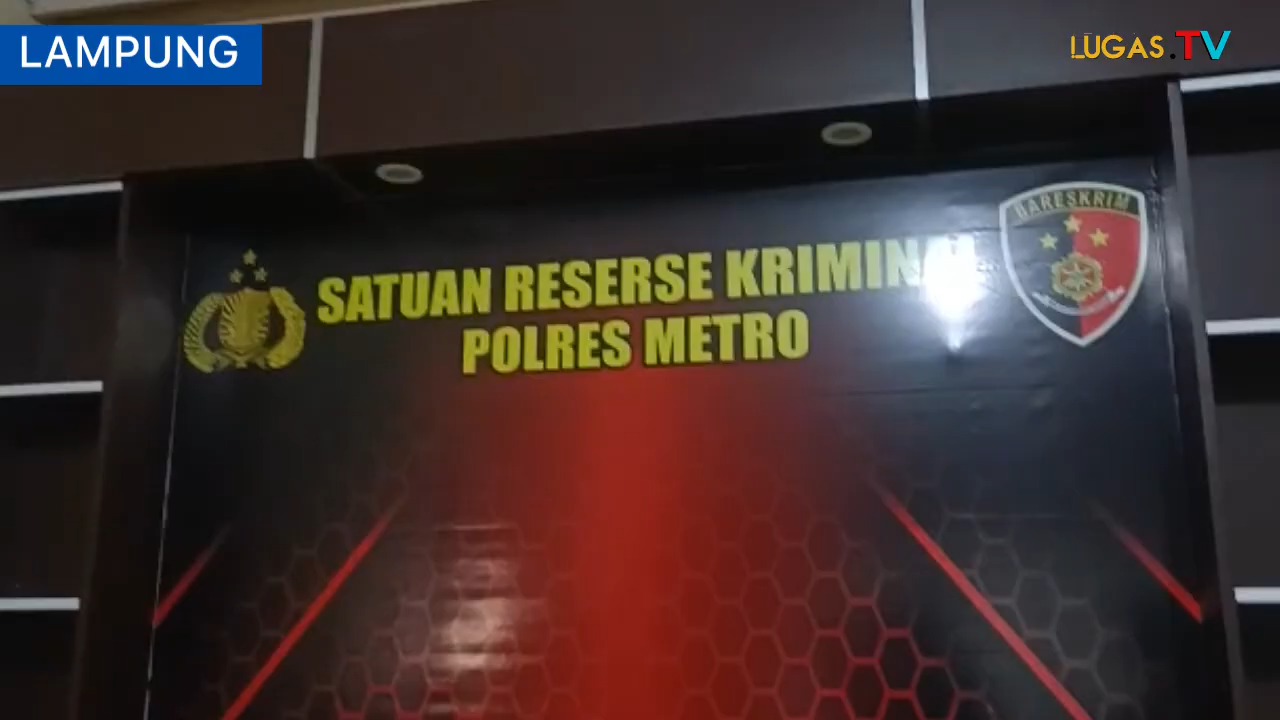 LAMPUNG
LUGAS.TV
BARESKRIM
SATUAN RESERSE KRIMINAL
POLRES METRO